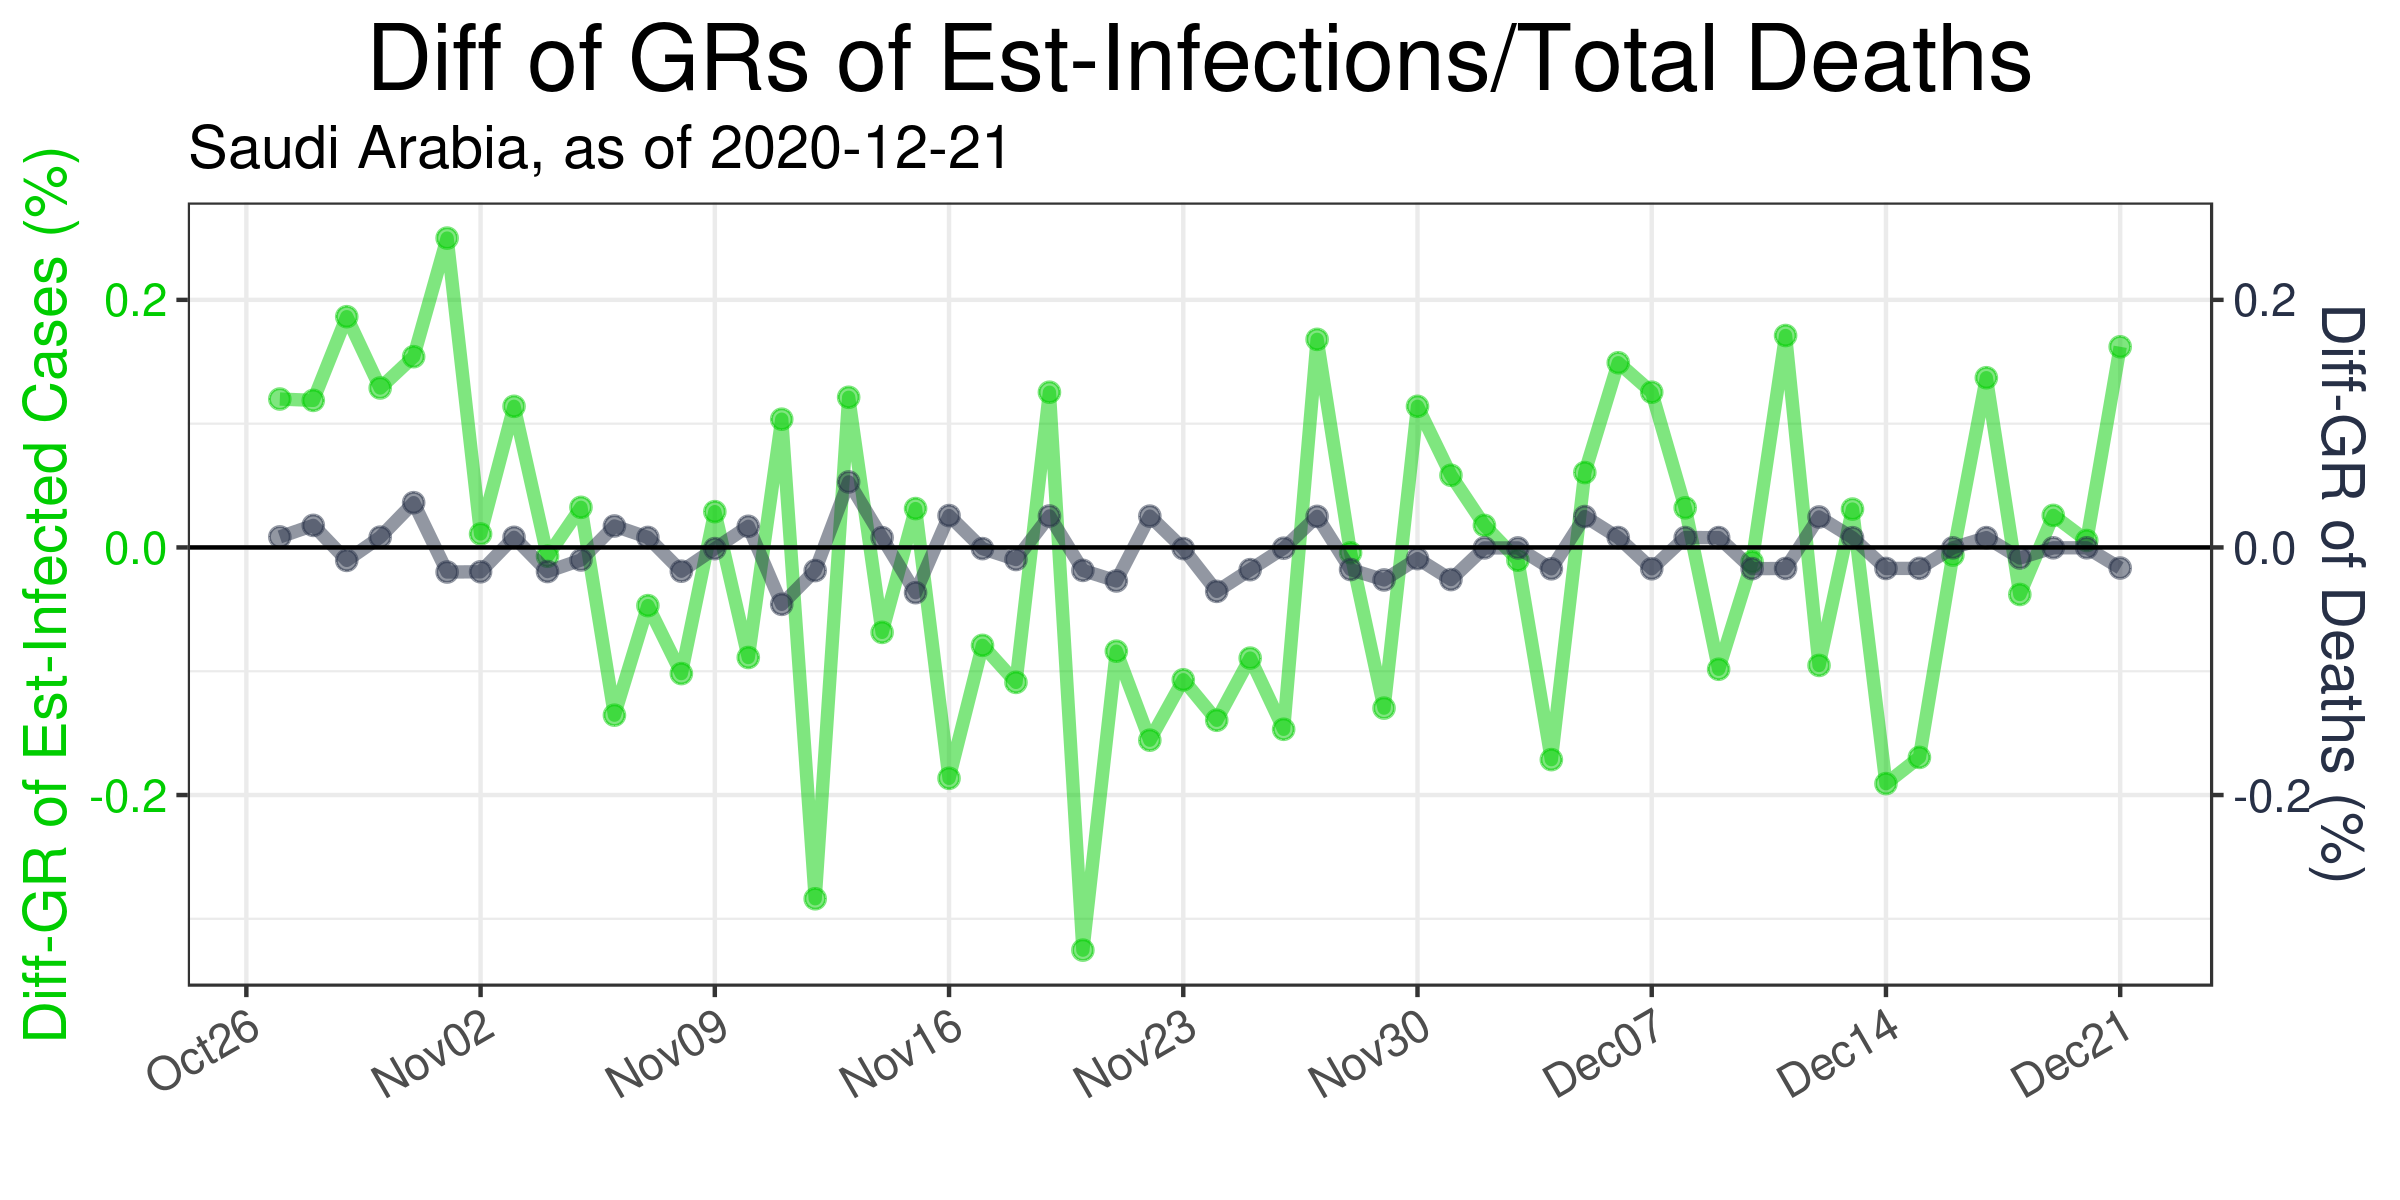 Diff of GRs of Est-Infections/Total Deaths
Saudi Arabia, as of 2020-12-21
Diff-GR of Est-Infected Cases (%)
0.2
0.0
-0.2
0.2
0.0
-0.2
Diff-GR of Deaths (%)
Oct26
Nov02
Nov09
Nov16
Nov23
Nov30
Dec07
Dec14
Dec21